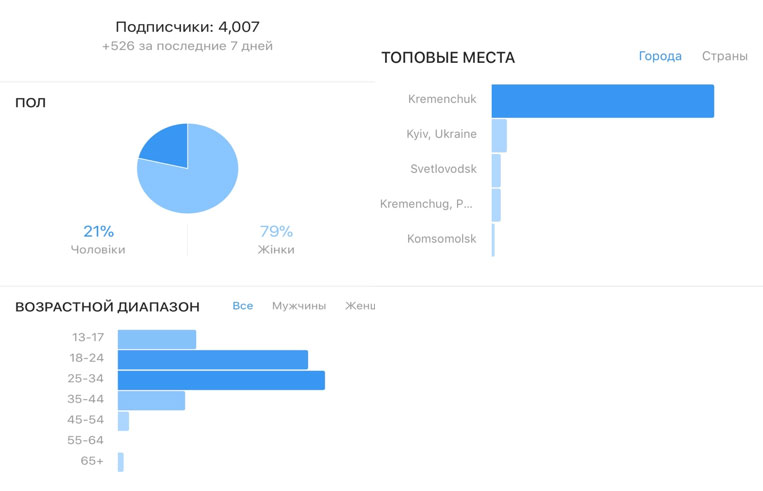 Подписчики: 4,007
+526 за последние 7 дней
ПОЛ
21%
Чоловіки
79%
Жінки
ТОПОВЫЕ МЕСТА
Города Страны
Kremenchuk
Kyiv, Ukraine
Svetlovodsk
Kremenchug, P...
Komsomolsk
ВОЗРАСТНОЙ ДИАПАЗОН
Все Мужчины Женщ
13-17
18-24
25-34
35-44
45-54
55-64
65+